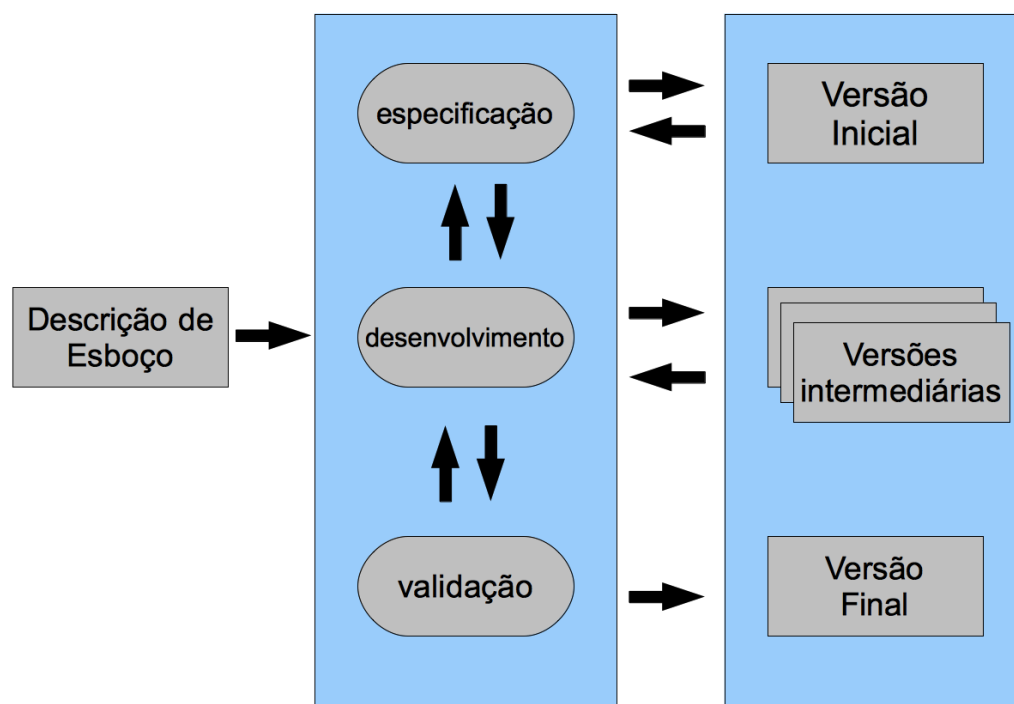 especificação
Versão
Inicial
Descrição de
Esboço
desenvolvimento
Versões
intermediárias
validação
Versão
Final